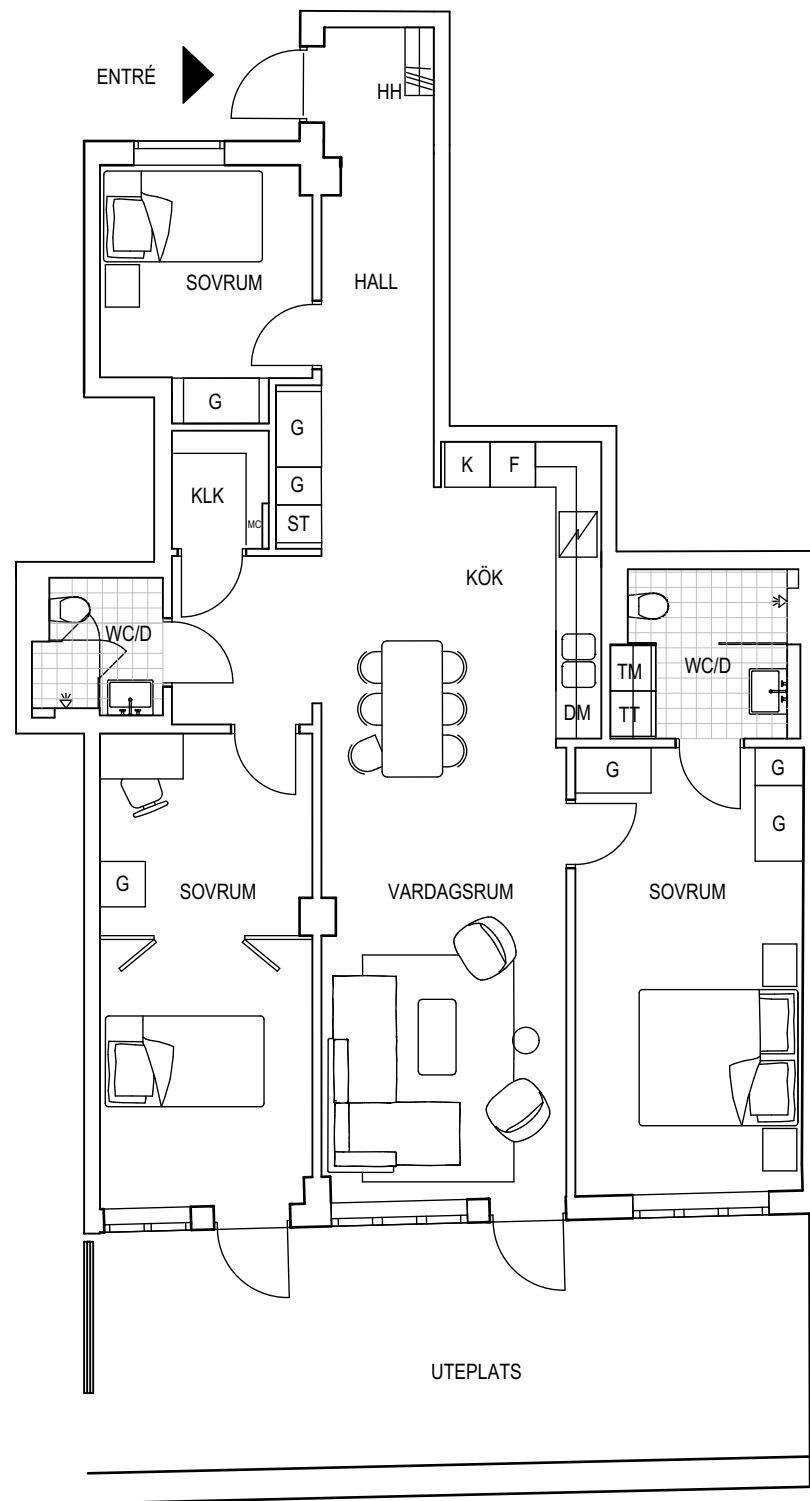 ENTRÉ
HH
SOVRUM
HALL
G
G
K
F
KLK
G
MC
ST
KÖK
WC/D
WC/D
TM
DM
TT
G
G
G
G
SOVRUM
VARDAGSRUM
SOVRUM
UTEPLATS